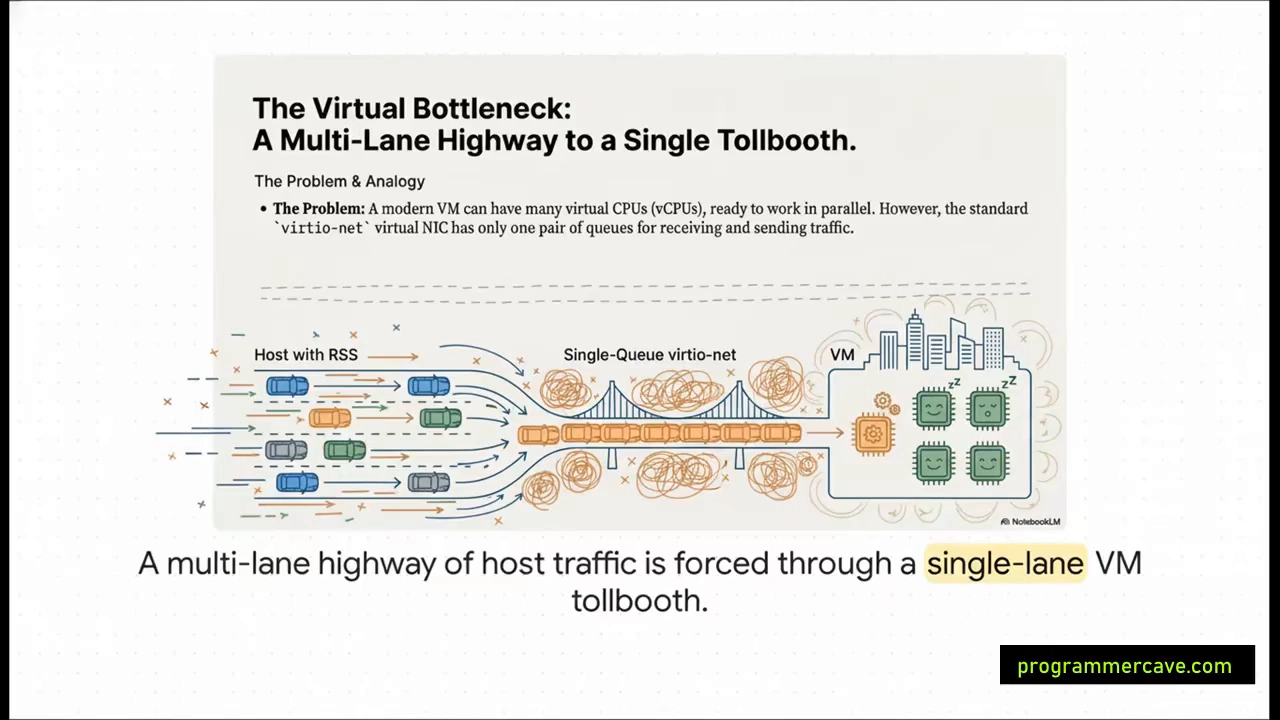 The Virtual Bottleneck:
A Multi-Lane Highway to a Single Tollbooth.
The Problem & Analogy
• The Problem: A modern VM can have many virtual CPUs (vCPUs), ready to work in parallel. However, the standard
`virtio-net` virtual NIC has only one pair of queues for receiving and sending traffic.
Host with RSS
Single-Queue virtio-net
VM
zZ
zZ
NotebookLM
A multi-lane highway of host traffic is forced through a single-lane VM
tollbooth.
programmercave.com